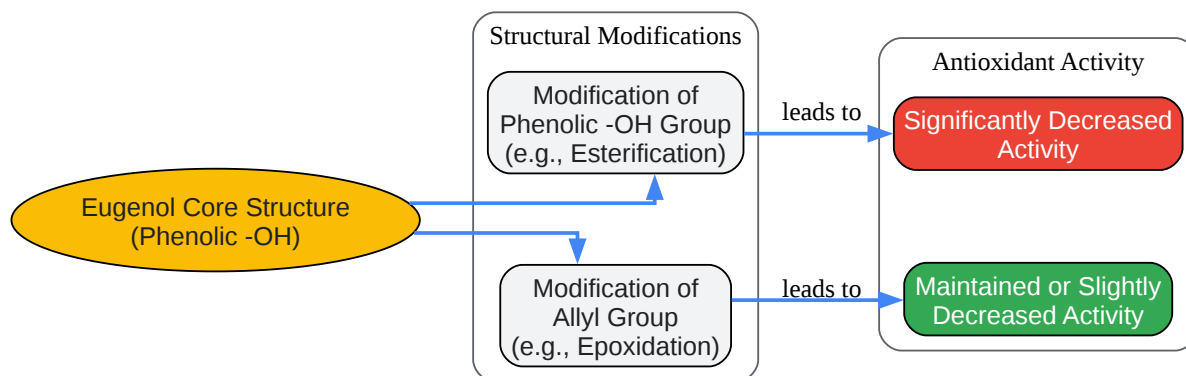 Structural Modifications
Antioxidant Activity
Modification of
Phenolic -OH Group
(e.g., Esterification)
leads to
Significantly Decreased
Activity
Eugenol Core Structure
(Phenolic -OH)
Modification of
Allyl Group
(e.g., Epoxidation)
leads to
Maintained or Slightly
Decreased Activity